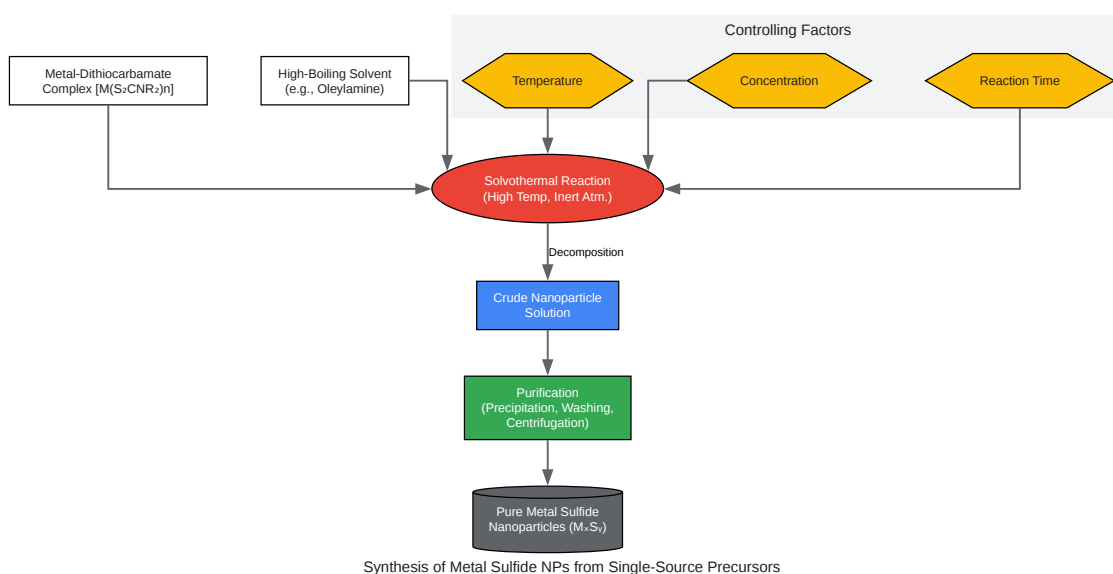 Controlling Factors
Metal-Dithiocarbamate
Complex [M(S₂CNR₂)n]
High-Boiling Solvent
(e.g., Oleylamine)
Temperature
Concentration
Reaction Time
Solvothermal Reaction
(High Temp, Inert Atm.)
Decomposition
Crude Nanoparticle
Solution
Purification
(Precipitation, Washing,
Centrifugation)
Pure Metal Sulfide
Nanoparticles (MₓSᵧ)
Synthesis of Metal Sulfide NPs from Single-Source Precursors